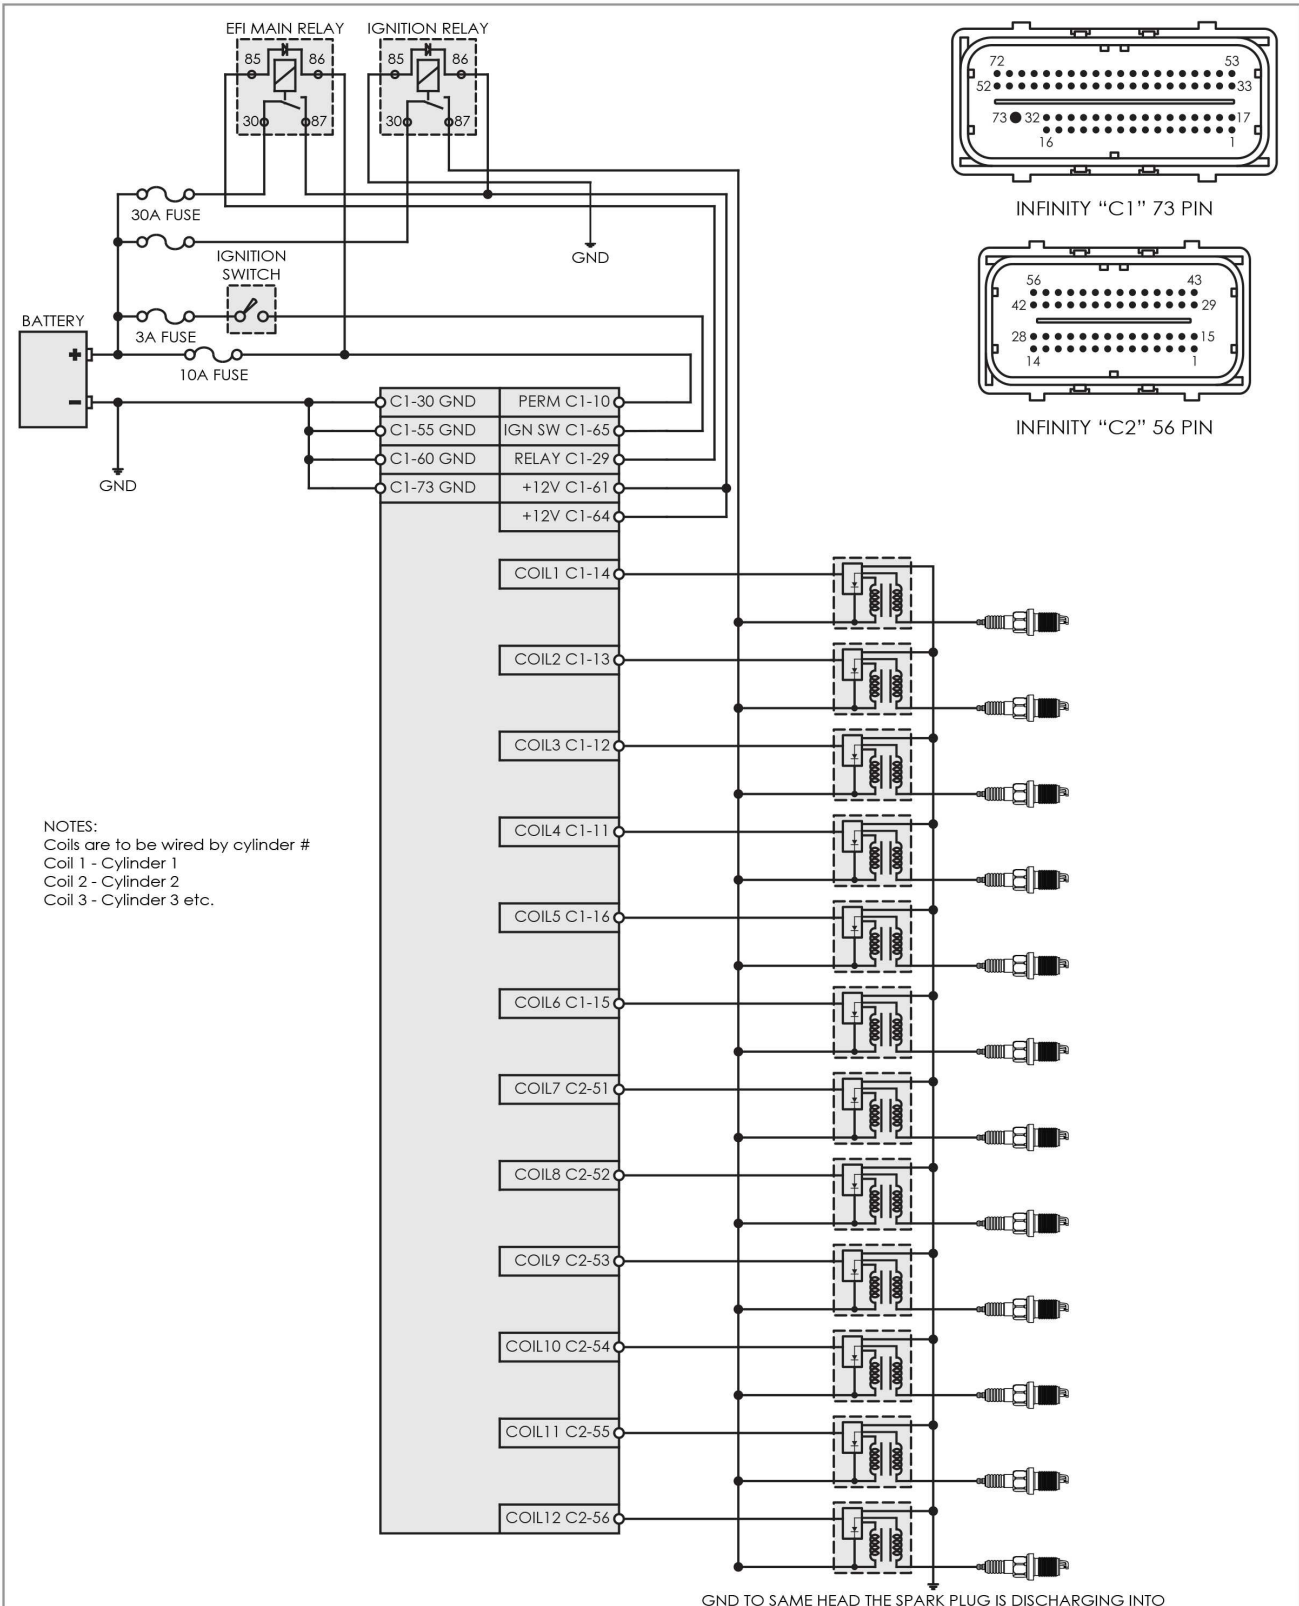 EFI MAIN RELAY
IGNITION RELAY
85
86
30
87
85
86
30
87
30A FUSE
IGNITION
SWITCH
3A FUSE
10A FUSE
BATTERY
+
-
GND
GND
72
53
52
33
73
32
17
16
1
INFINITY “C1” 73 PIN
56
43
42
29
28
15
14
1
INFINITY “C2” 56 PIN
C1-30 GND
PERM C1-10
C1-55 GND
IGN SW C1-65
C1-60 GND
RELAY C1-29
C1-73 GND
+12V C1-61
+12V C1-64
COIL1 C1-14
COIL2 C1-13
COIL3 C1-12
COIL4 C1-11
COIL5 C1-16
COIL6 C1-15
COIL7 C2-51
COIL8 C2-52
COIL9 C2-53
COIL10 C2-54
COIL11 C2-55
COIL12 C2-56
NOTES:
Coils are to be wired by cylinder #
Coil 1 - Cylinder 1
Coil 2 - Cylinder 2
Coil 3 - Cylinder 3 etc.
GND TO SAME HEAD THE SPARK PLUG IS DISCHARGING INTO